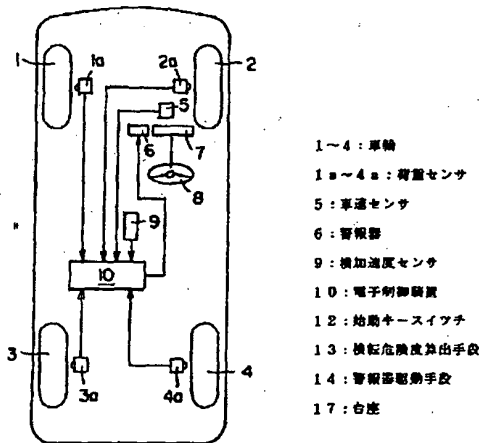 1
1a
2a
2
5
6
7
8
9
10
3
3a
4a
4
1~4:車輪
1a~4a:荷重センサ
5:車速センサ
6:警報器
9:横加速度センサ
10:電子制御装置
12:始動キースイツチ
13:横転危険度算出手段
14:警報器駆動手段
17:台座